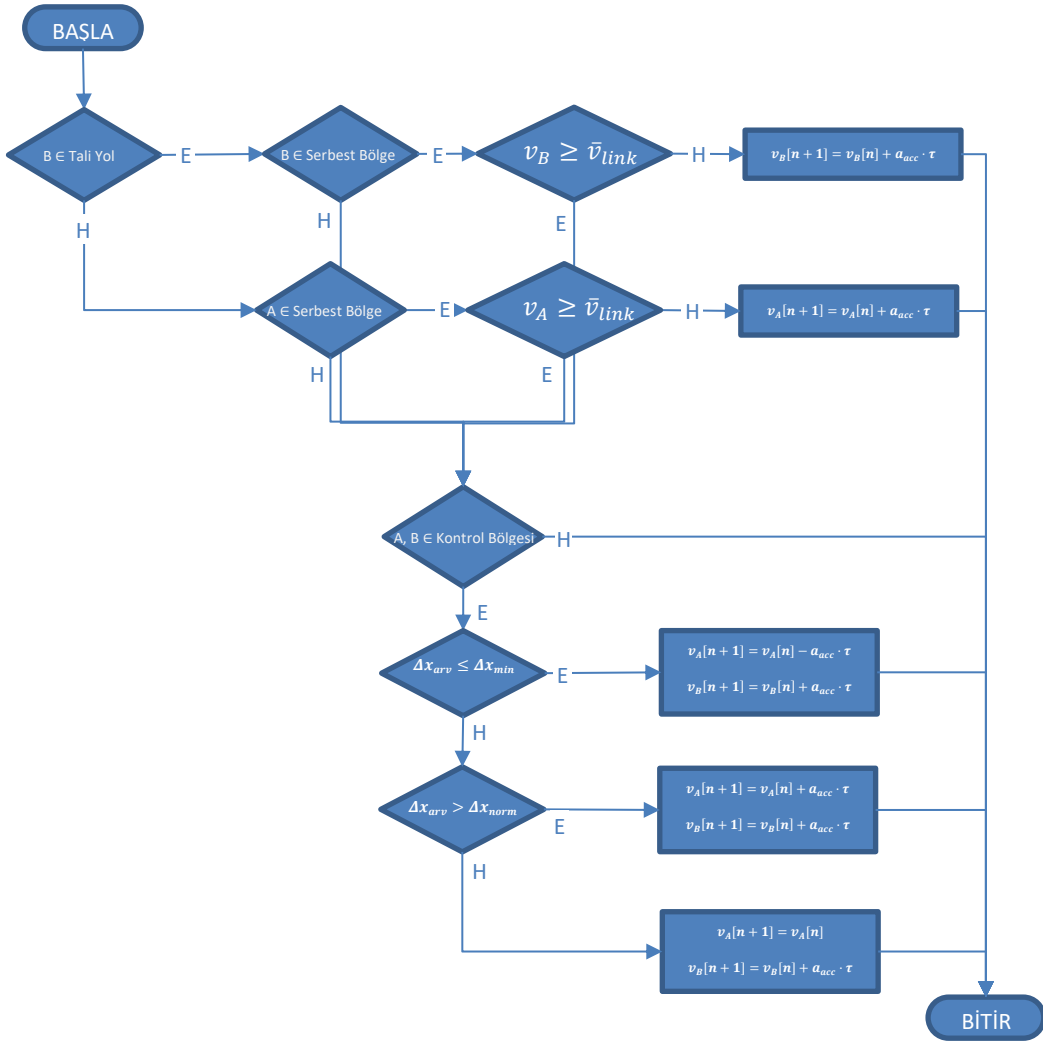 BAŞLA
B ∈ Tali Yol
E
B ∈ Serbest Bölge
E
v_B ≥ v̄_link
H
v_B[n + 1] = v_B[n] + a_acc · τ
H
H
E
A ∈ Serbest Bölge
E
v_A ≥ v̄_link
H
v_A[n + 1] = v_A[n] + a_acc · τ
H
E
A, B ∈ Kontrol Bölgesi
H
E
Δx_arv ≤ Δx_min
E
v_A[n + 1] = v_A[n] − a_acc · τ
v_B[n + 1] = v_B[n] + a_acc · τ
H
Δx_arv > Δx_norm
E
v_A[n + 1] = v_A[n] + a_acc · τ
v_B[n + 1] = v_B[n] + a_acc · τ
H
v_A[n + 1] = v_A[n]
v_B[n + 1] = v_B[n] + a_acc · τ
BİTİR